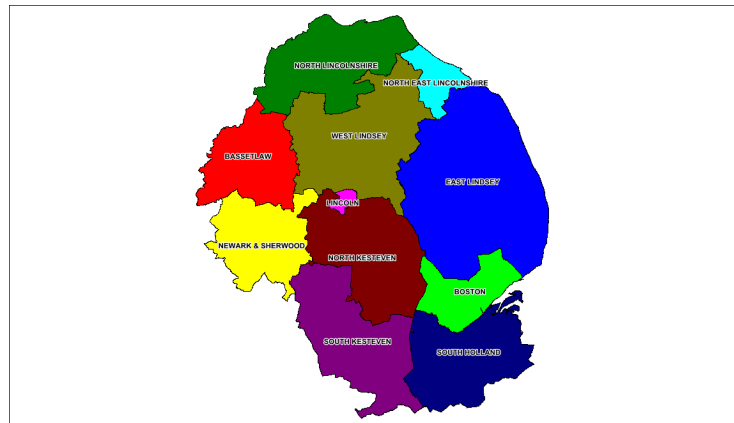 NORTH LINCOLNSHIRE
NORTH EAST LINCOLNSHIRE
WEST LINDSEY
BASSETLAW
EAST LINDSEY
LINCOLN
NEWARK & SHERWOOD
NORTH KESTEVEN
BOSTON
SOUTH KESTEVEN
SOUTH HOLLAND